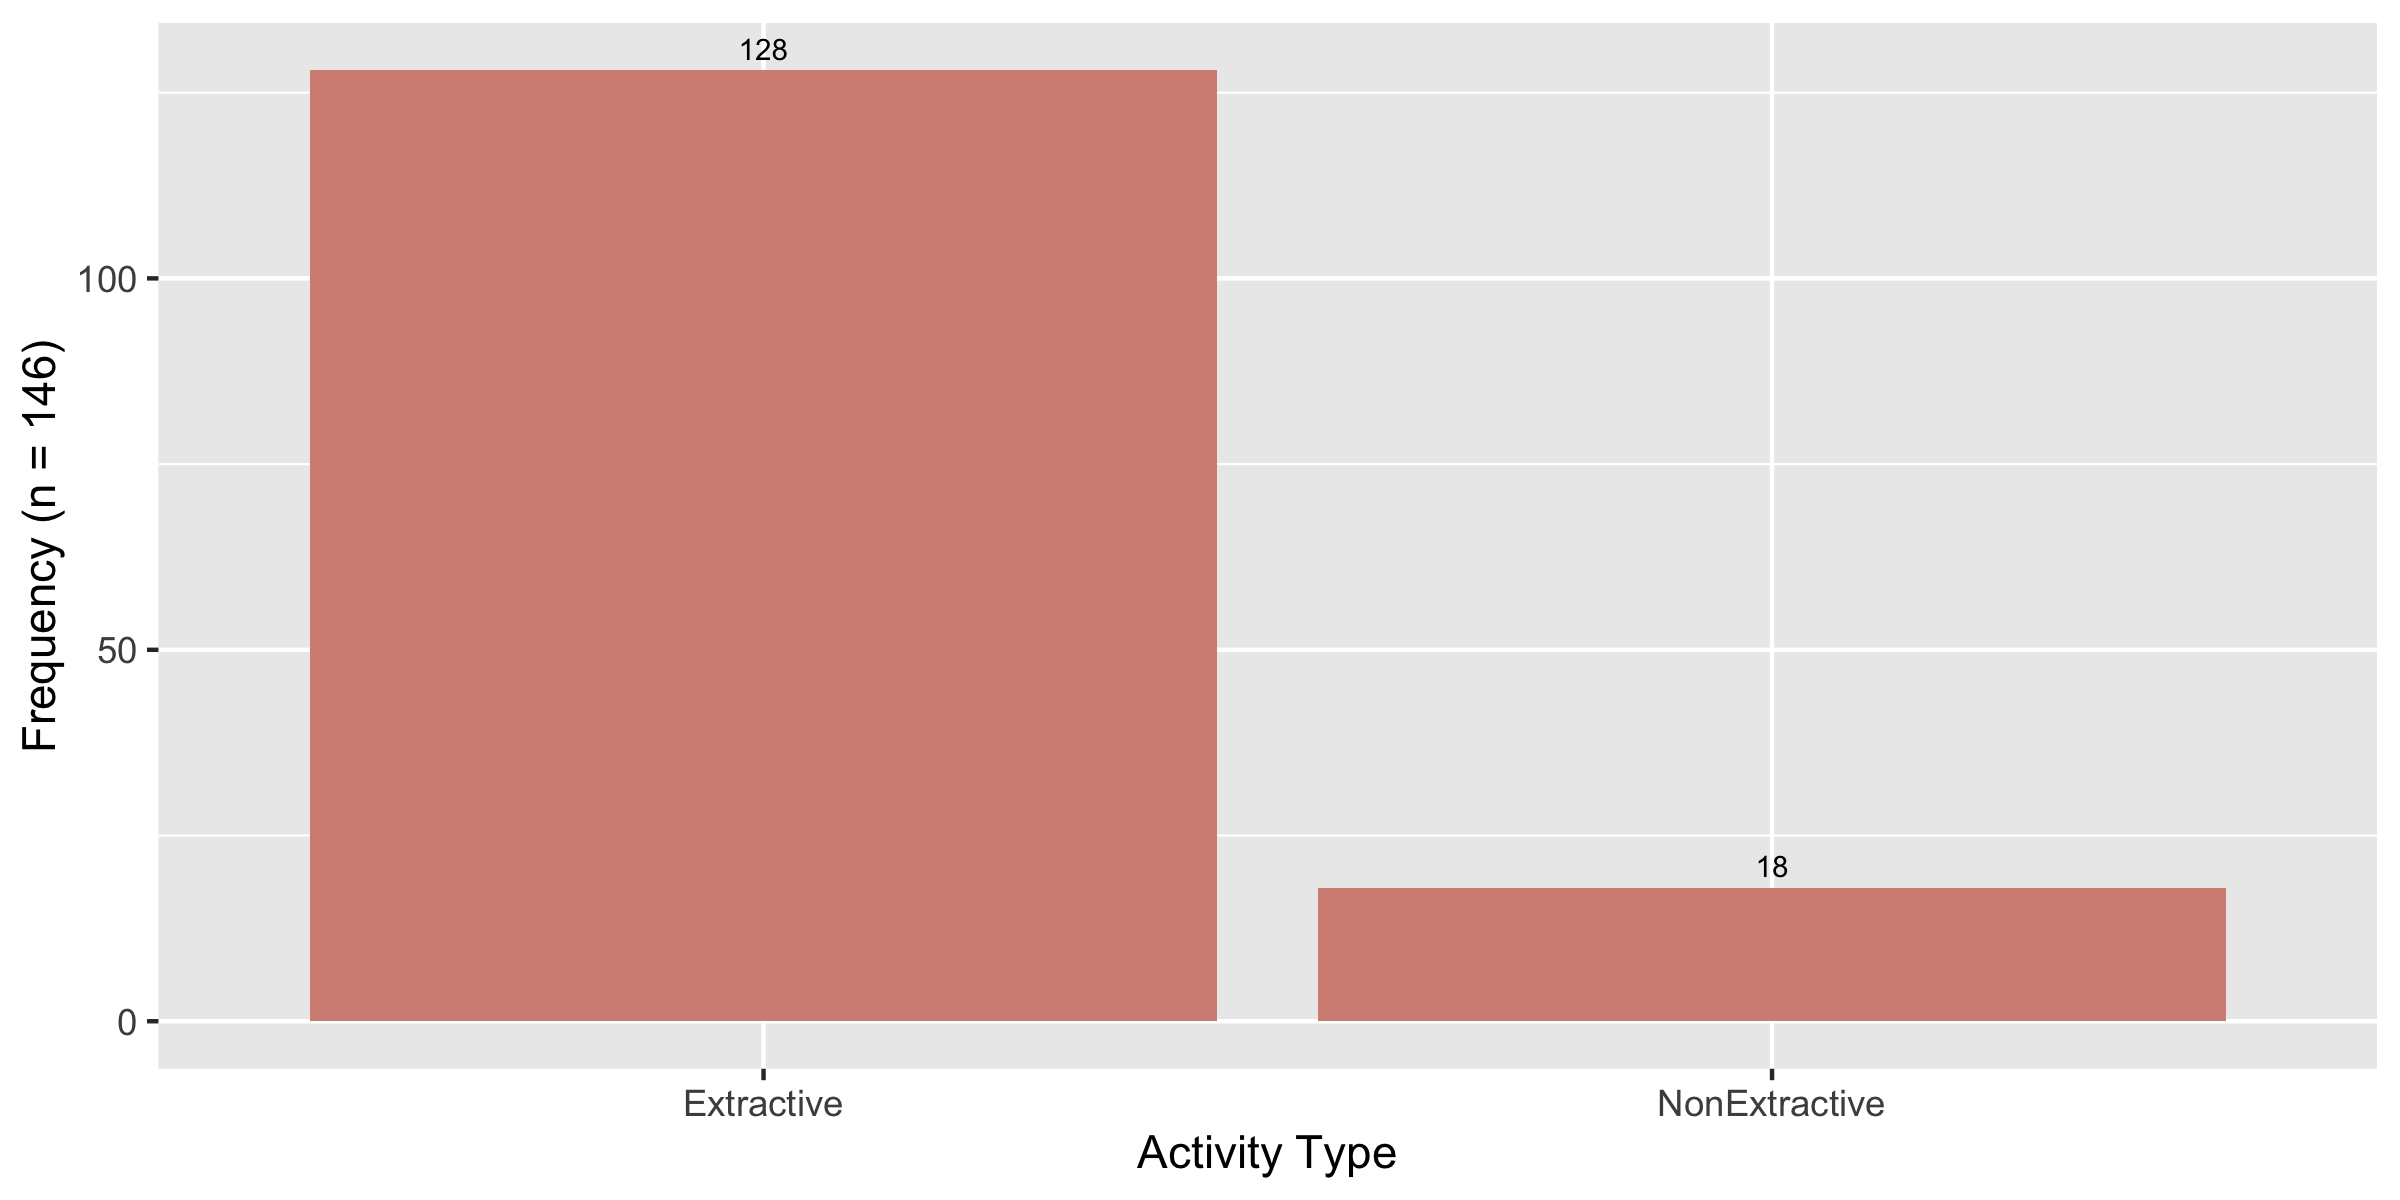 128
18
100
50
0
Frequency (n = 146)
Extractive
NonExtractive
Activity Type